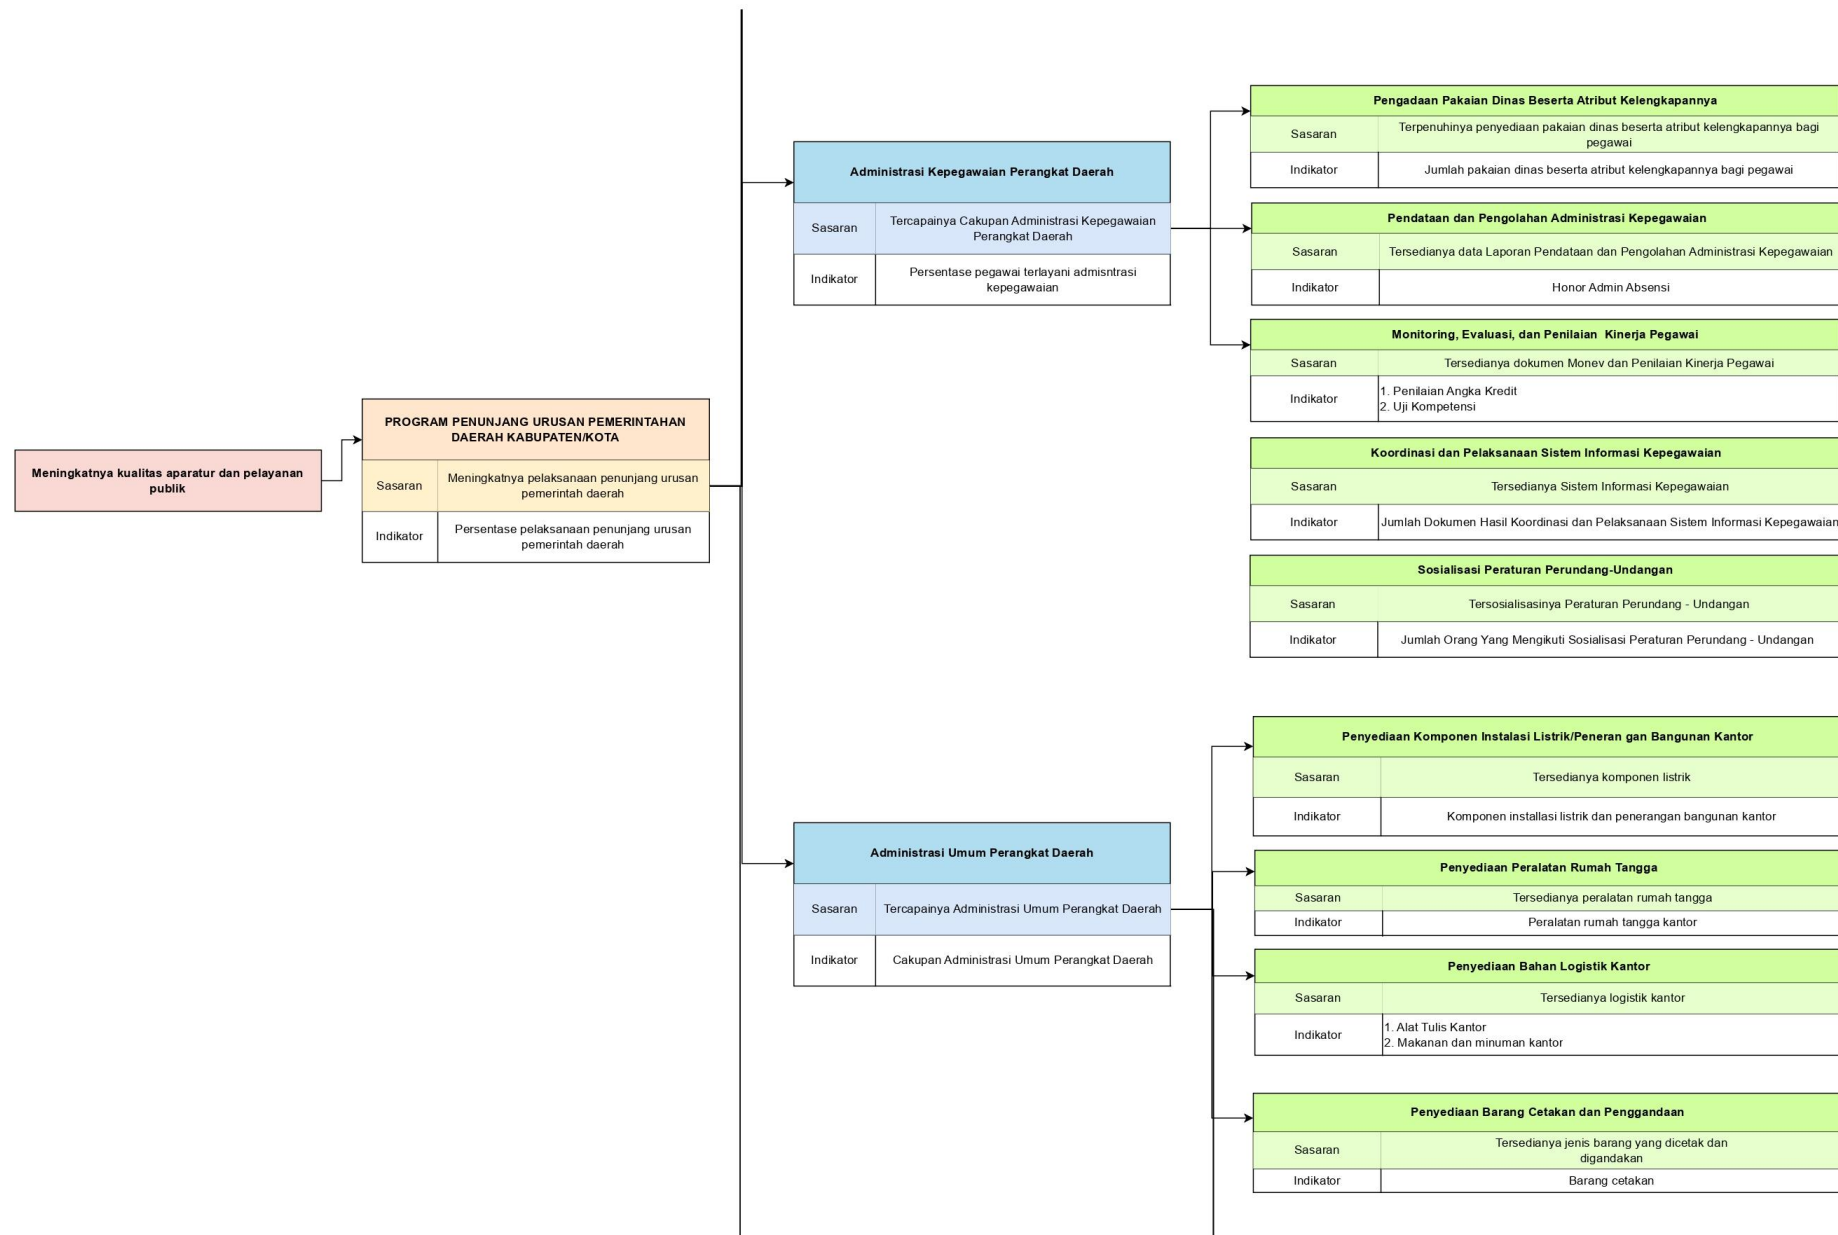 Meningkatnya kualitas aparatur dan pelayanan
publik
PROGRAM PENUNJANG URUSAN PEMERINTAHAN
DAERAH KABUPATEN/KOTA
Sasaran
Meningkatnya pelaksanaan penunjang urusan
pemerintah daerah
Indikator
Persentase pelaksanaan penunjang urusan
pemerintah daerah
Administrasi Kepegawaian Perangkat Daerah
Sasaran
Tercapainya Cakupan Administrasi Kepegawaian
Perangkat Daerah
Indikator
Persentase pegawai terlayani admisntrasi
kepegawaian
Pengadaan Pakaian Dinas Beserta Atribut Kelengkapannya
Sasaran
Terpenuhinya penyediaan pakaian dinas beserta atribut kelengkapannya bagi
pegawai
Indikator
Jumlah pakaian dinas beserta atribut kelengkapannya bagi pegawai
Pendataan dan Pengolahan Administrasi Kepegawaian
Sasaran
Tersedianya data Laporan Pendataan dan Pengolahan Administrasi Kepegawaian
Indikator
Honor Admin Absensi
Monitoring, Evaluasi, dan Penilaian  Kinerja Pegawai
Sasaran
Tersedianya dokumen Monev dan Penilaian Kinerja Pegawai
Indikator
1. Penilaian Angka Kredit
2. Uji Kompetensi
Koordinasi dan Pelaksanaan Sistem Informasi Kepegawaian
Sasaran
Tersedianya Sistem Informasi Kepegawaian
Indikator
Jumlah Dokumen Hasil Koordinasi dan Pelaksanaan Sistem Informasi Kepegawaian
Sosialisasi Peraturan Perundang-Undangan
Sasaran
Tersosialisasinya Peraturan Perundang - Undangan
Indikator
Jumlah Orang Yang Mengikuti Sosialisasi Peraturan Perundang - Undangan
Administrasi Umum Perangkat Daerah
Sasaran
Tercapainya Administrasi Umum Perangkat Daerah
Indikator
Cakupan Administrasi Umum Perangkat Daerah
Penyediaan Komponen Instalasi Listrik/Peneran gan Bangunan Kantor
Sasaran
Tersedianya komponen listrik
Indikator
Komponen installasi listrik dan penerangan bangunan kantor
Penyediaan Peralatan Rumah Tangga
Sasaran
Tersedianya peralatan rumah tangga
Indikator
Peralatan rumah tangga kantor
Penyediaan Bahan Logistik Kantor
Sasaran
Tersedianya logistik kantor
Indikator
1. Alat Tulis Kantor
2. Makanan dan minuman kantor
Penyediaan Barang Cetakan dan Penggandaan
Sasaran
Tersedianya jenis barang yang dicetak dan
digandakan
Indikator
Barang cetakan